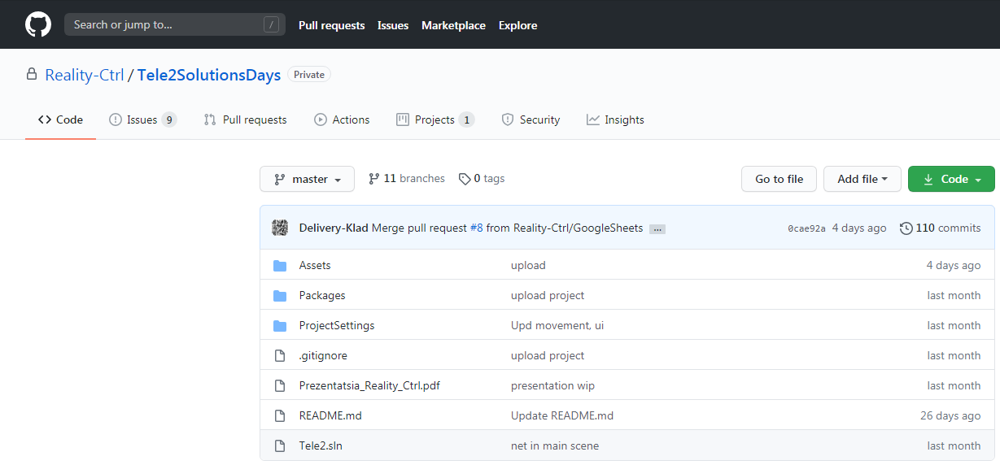 Search or jump to... / Pull requests Issues Marketplace Explore
Reality-Ctrl / Tele2SolutionsDays Private
<> Code Issues 9 Pull requests Actions Projects 1 Security Insights
master 11 branches 0 tags Go to file Add file Code
Delivery-Klad Merge pull request #8 from Reality-Ctrl/GoogleSheets ... 0cae92a 4 days ago 110 commits
Assets upload 4 days ago
Packages upload project last month
ProjectSettings Upd movement, ui last month
.gitignore upload project last month
Prezentatsia_Reality_Ctrl.pdf presentation wip last month
README.md Update README.md 26 days ago
Tele2.sln net in main scene last month